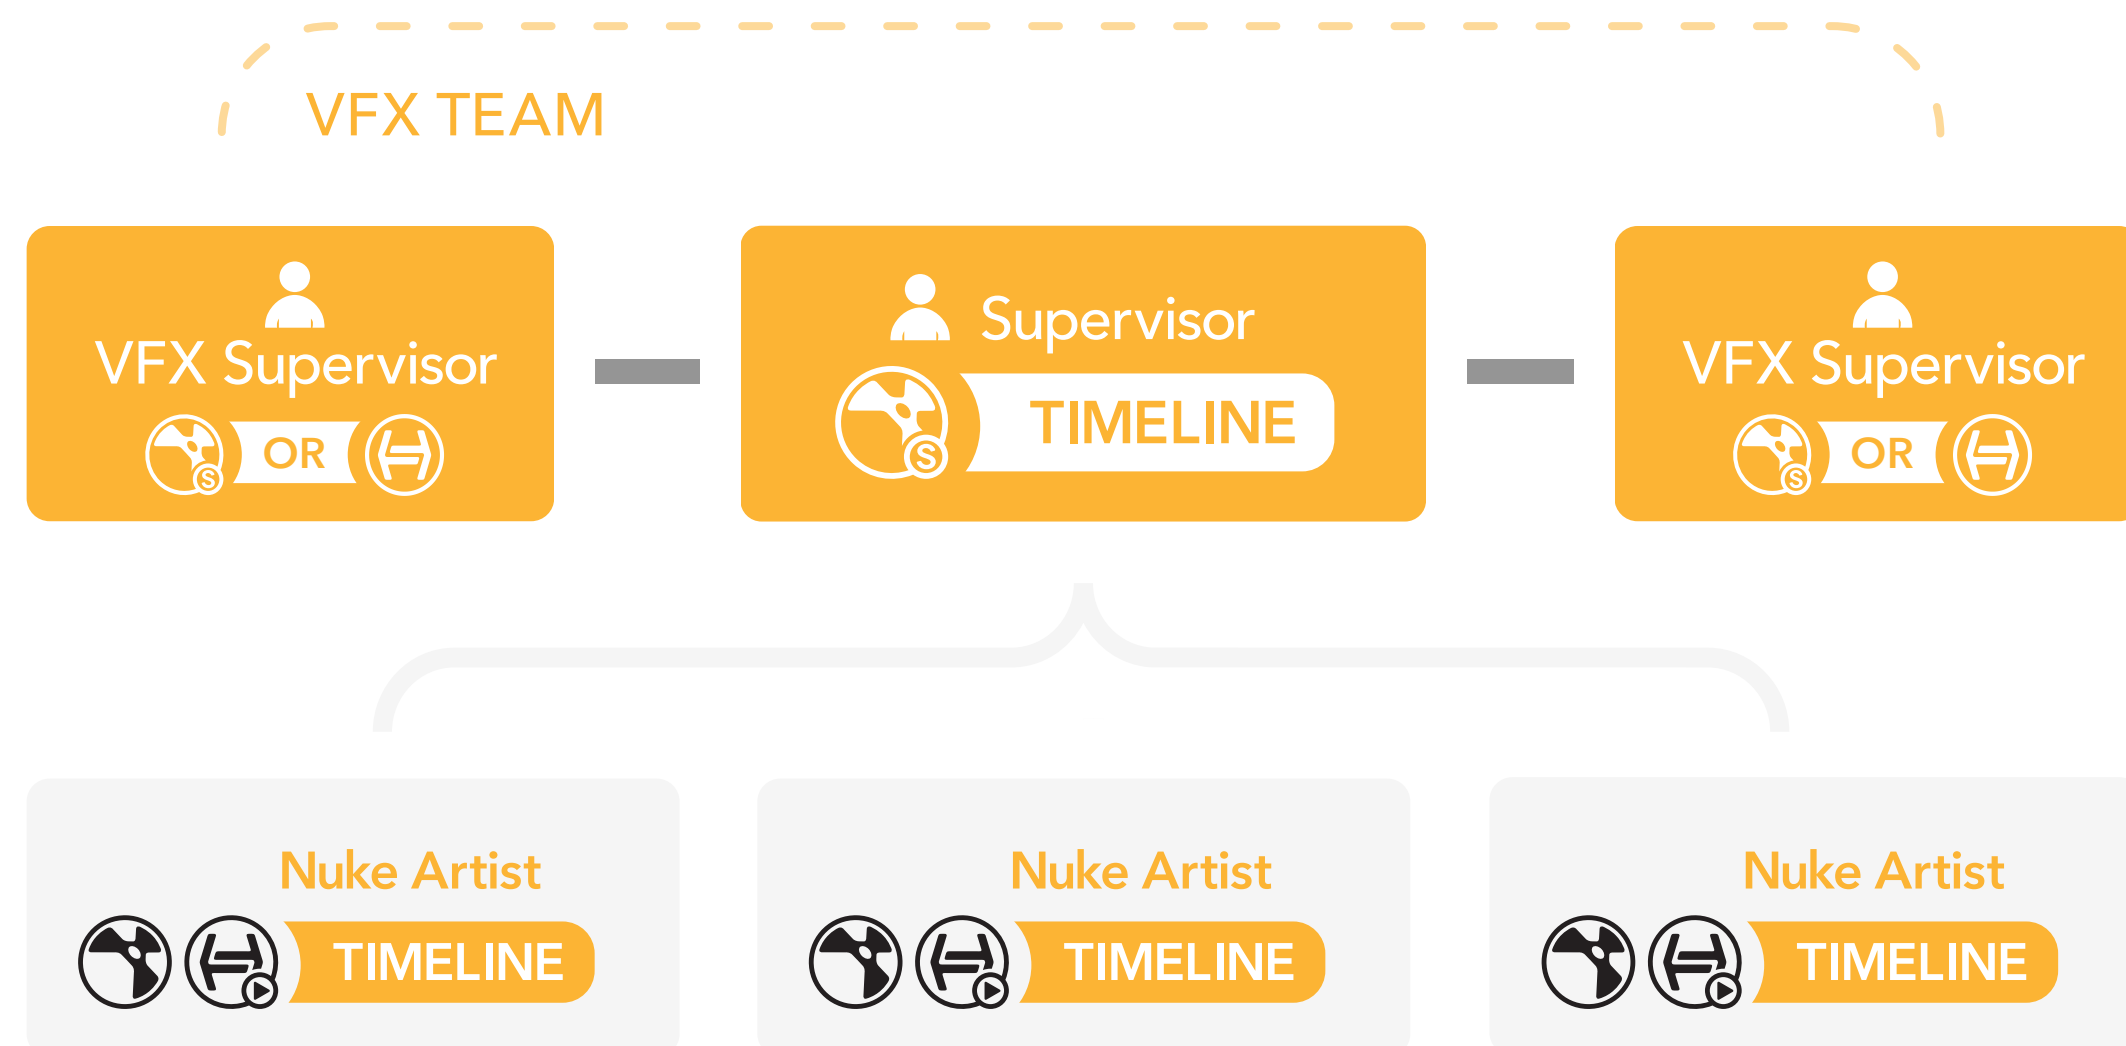 VFX TEAM
VFX Supervisor
S OR
Supervisor
S TIMELINE
VFX Supervisor
S OR
Nuke Artist
TIMELINE
Nuke Artist
TIMELINE
Nuke Artist
TIMELINE